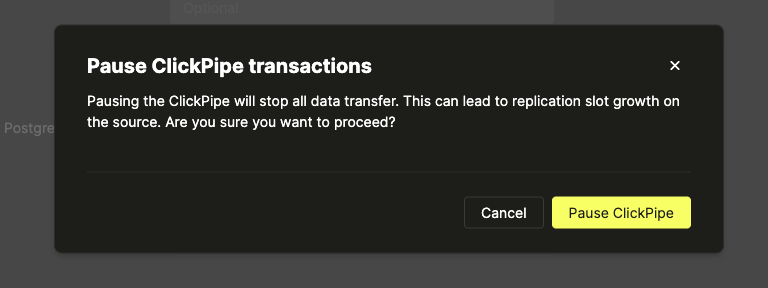 Optional
Pause ClickPipe transactions
Pausing the ClickPipe will stop all data transfer. This can lead to replication slot growth on
the source. Are you sure you want to proceed?
Postgre
Cancel
Pause ClickPipe